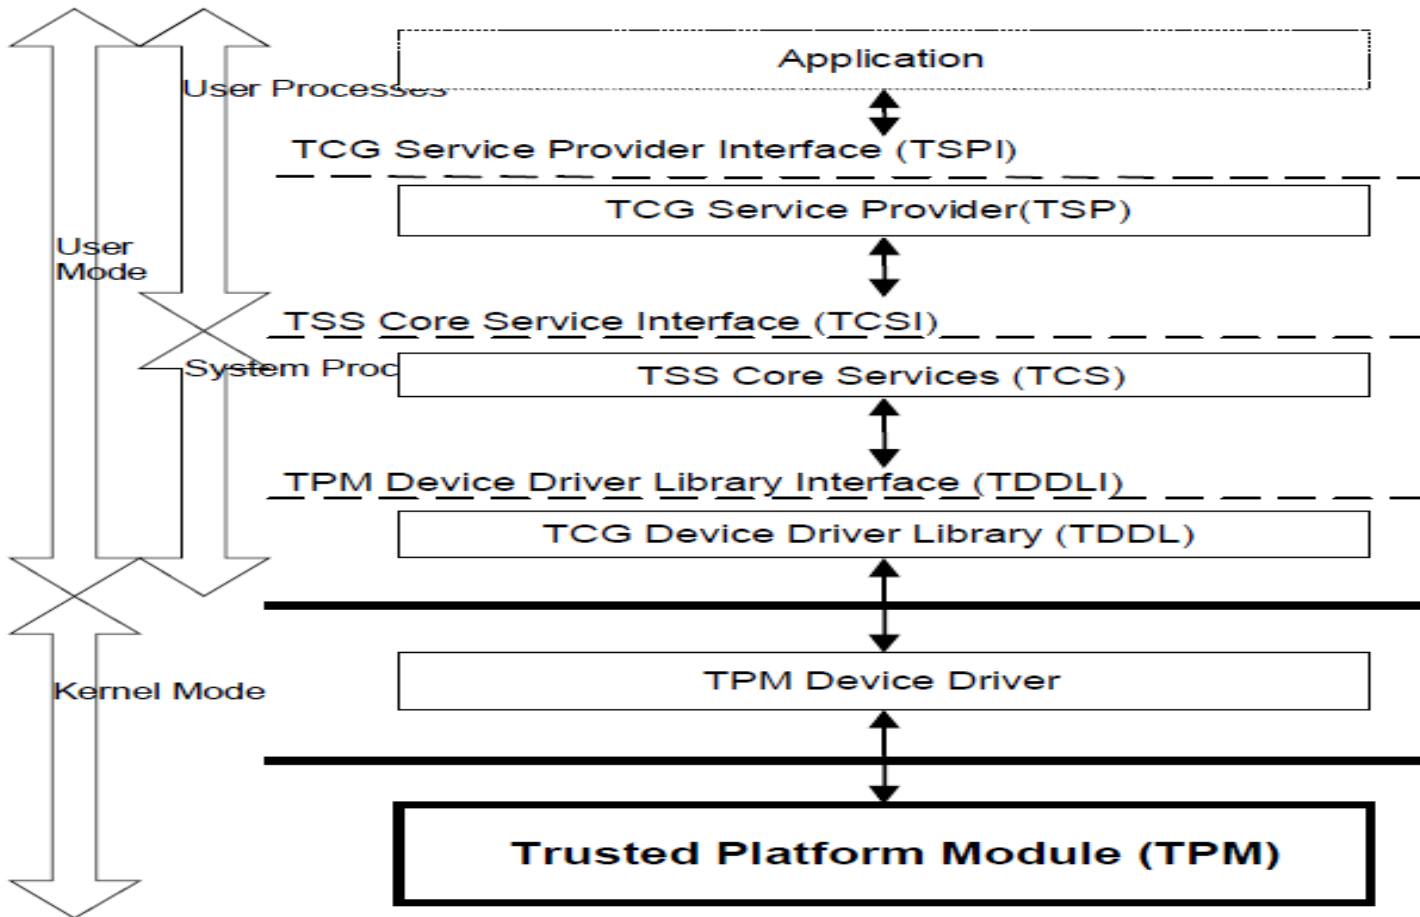 Application
User Processes
TCG Service Provider Interface (TSPI)
TCG Service Provider(TSP)
User
Mode
TSS Core Service Interface (TCSI)
System Proc
TSS Core Services (TCS)
TPM Device Driver Library Interface (TDDLI)
TCG Device Driver Library (TDDL)
Kernel Mode
TPM Device Driver
Trusted Platform Module (TPM)